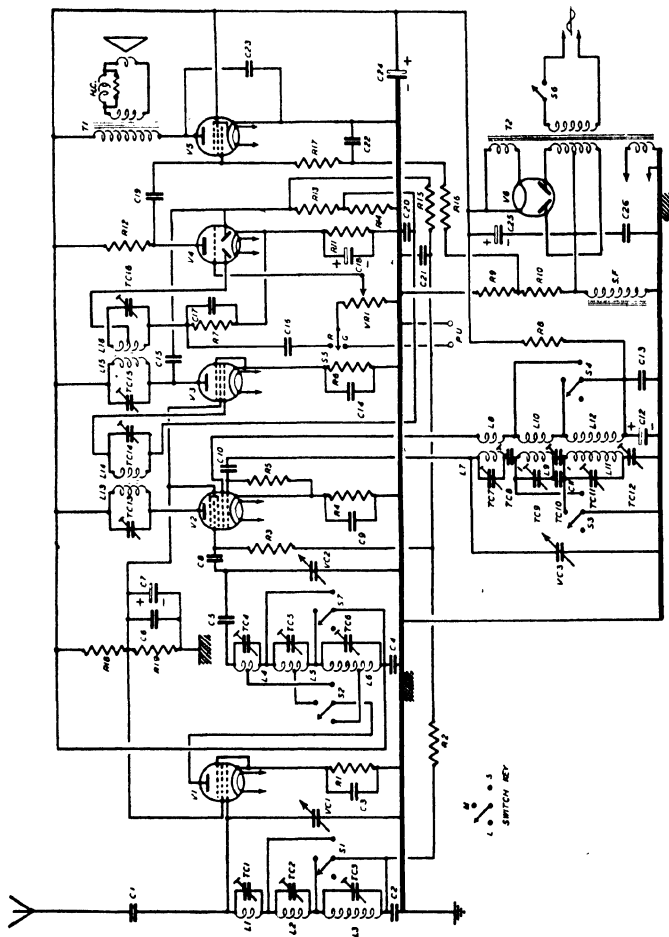 C1
R18
C6
C7
R19
L13
TC13
L14
TC14
L15
TC15
L16
TC16
C15
R12
C19
T1
H.C.
V1
V2
V3
V4
V5
C23
C17
R7
C10
C8
R3
R5
C5
L4
TC4
L5
TC5
L6
TC6
S2
S7
C4
VC2
R4
C9
R6
C14
C16
S5
R
G
VR1
R11
C18
R13
R14
R17
C22
C24
+
-
L1
TC1
L2
TC2
L3
TC3
S1
C2
VC1
R1
C3
R2
C20
C21
R15
R16
PU
L7
L8
TC7
TC8
L9
L10
TC9
TC10
L11
L12
TC11
TC12
S3
S4
VC3
C12
C13
R8
R9
R10
S.F
C25
C26
V6
T2
S6
M
L
S
SWITCH KEY